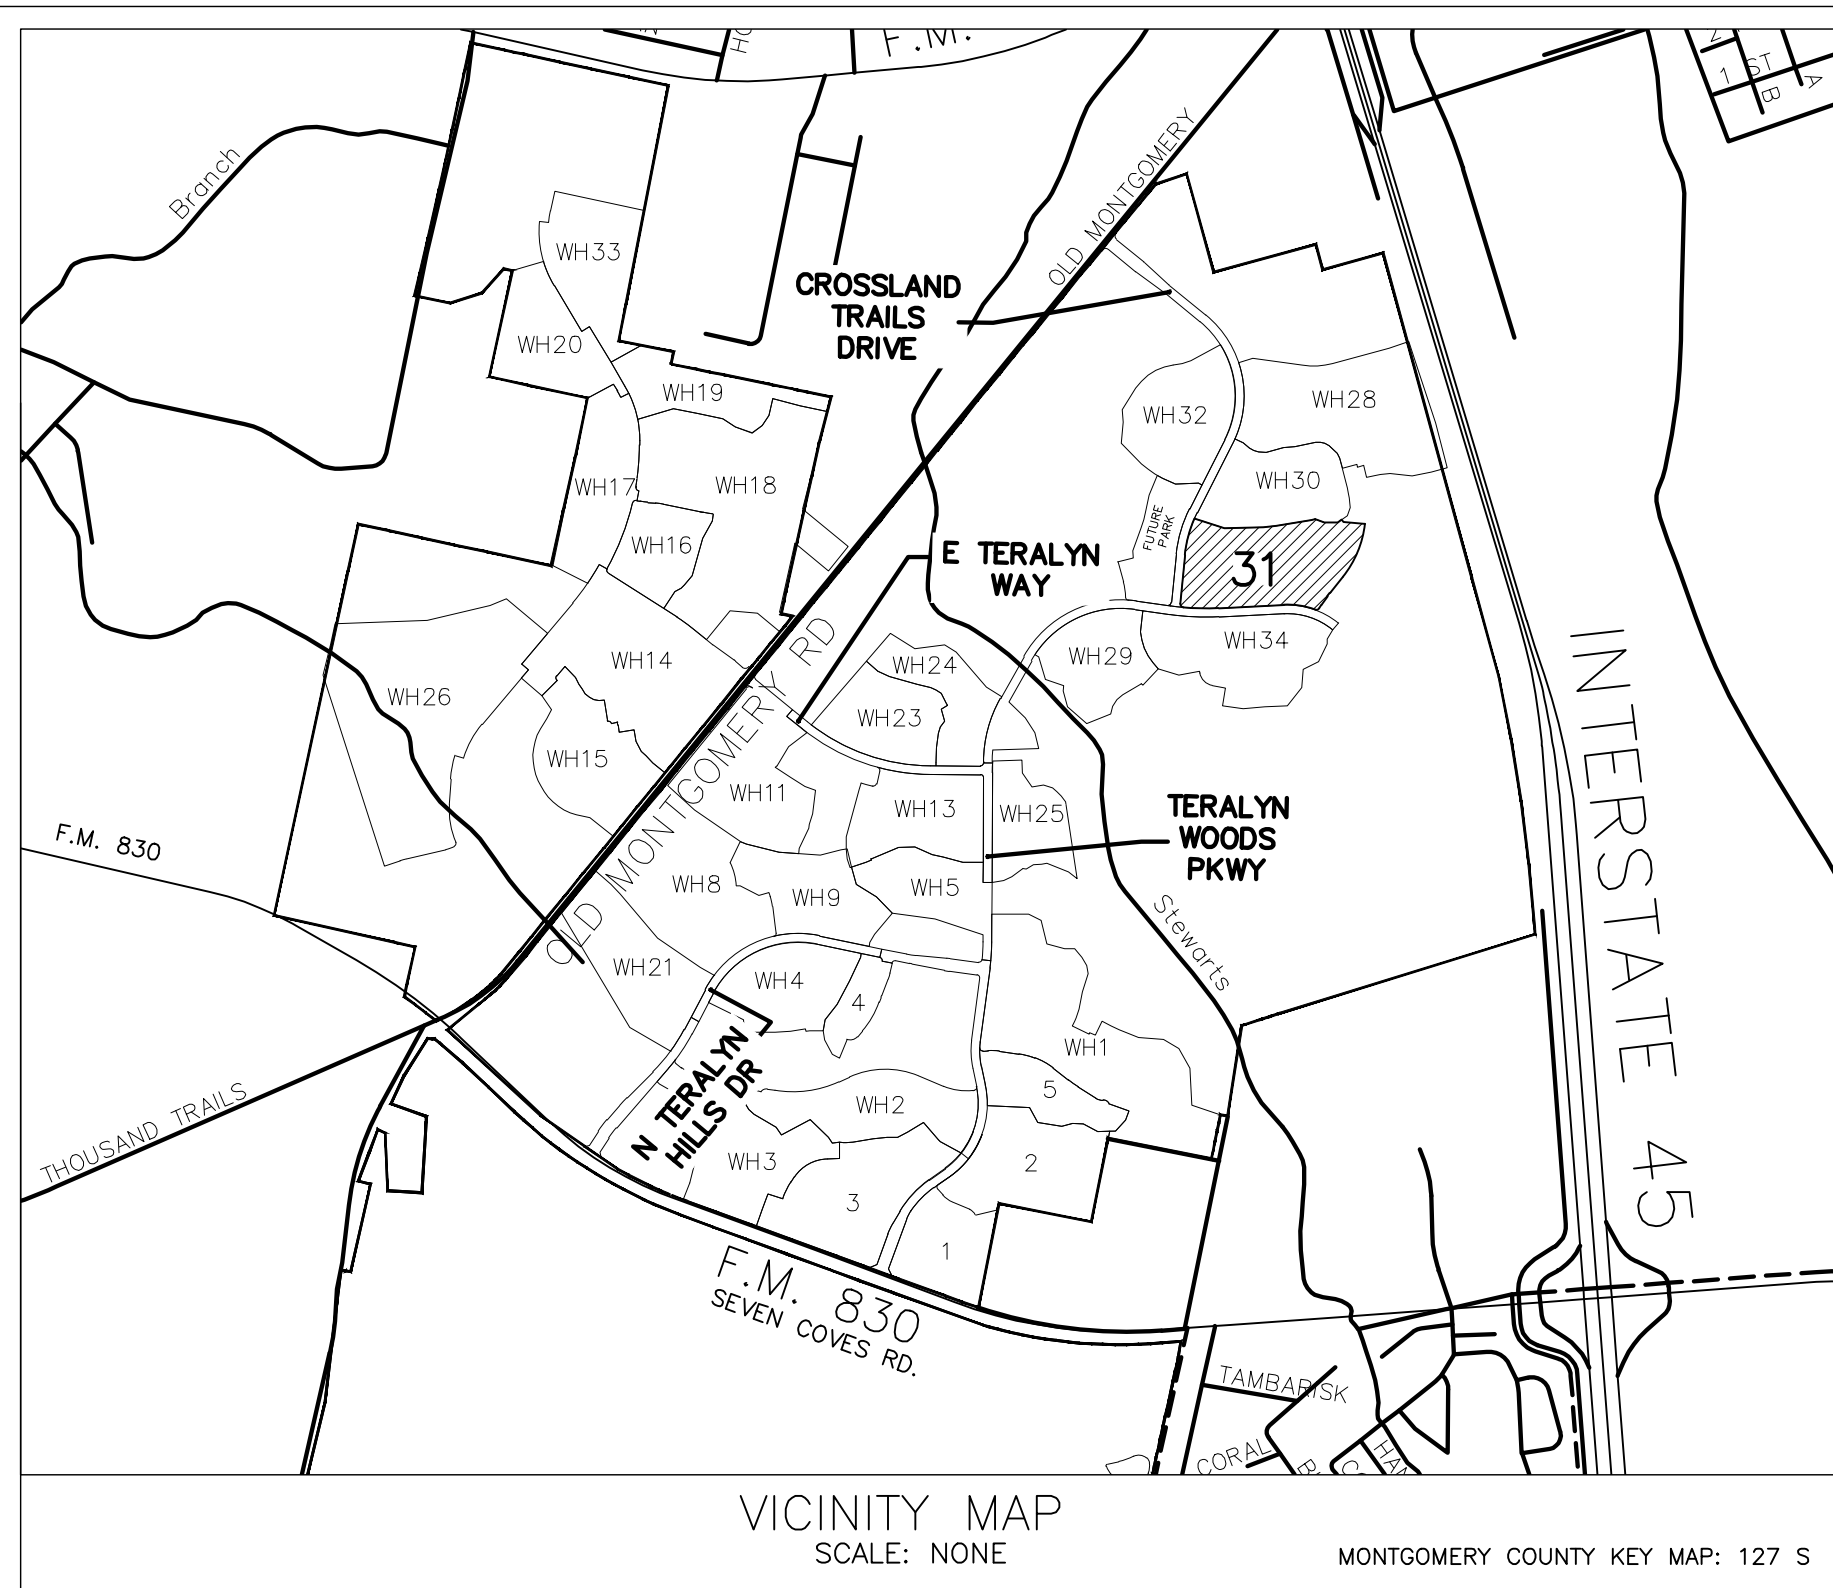 F.M.
1 ST
B
A
Branch
OLD MONTGOMERY
WH33
CROSSLAND
TRAILS
DRIVE
WH20
WH19
WH32
WH28
WH17
WH18
WH30
FUTURE
PARK
WH16
E TERALYN
WAY
31
WH14
WH24
WH29
WH34
WH26
WH23
INTERSTATE 45
OLD MONTGOMERY RD
WH15
WH11
WH13
WH25
TERALYN
WOODS
PKWY
F.M. 830
WH8
WH9
WH5
Stewarts
WH21
WH4
4
WH1
N TERALYN
HILLS DR
5
WH2
THOUSAND TRAILS
WH3
2
3
1
F.M. 830
SEVEN COVES RD.
TAMBARISK
CORAL
VICINITY MAP
SCALE: NONE
MONTGOMERY COUNTY KEY MAP: 127 S